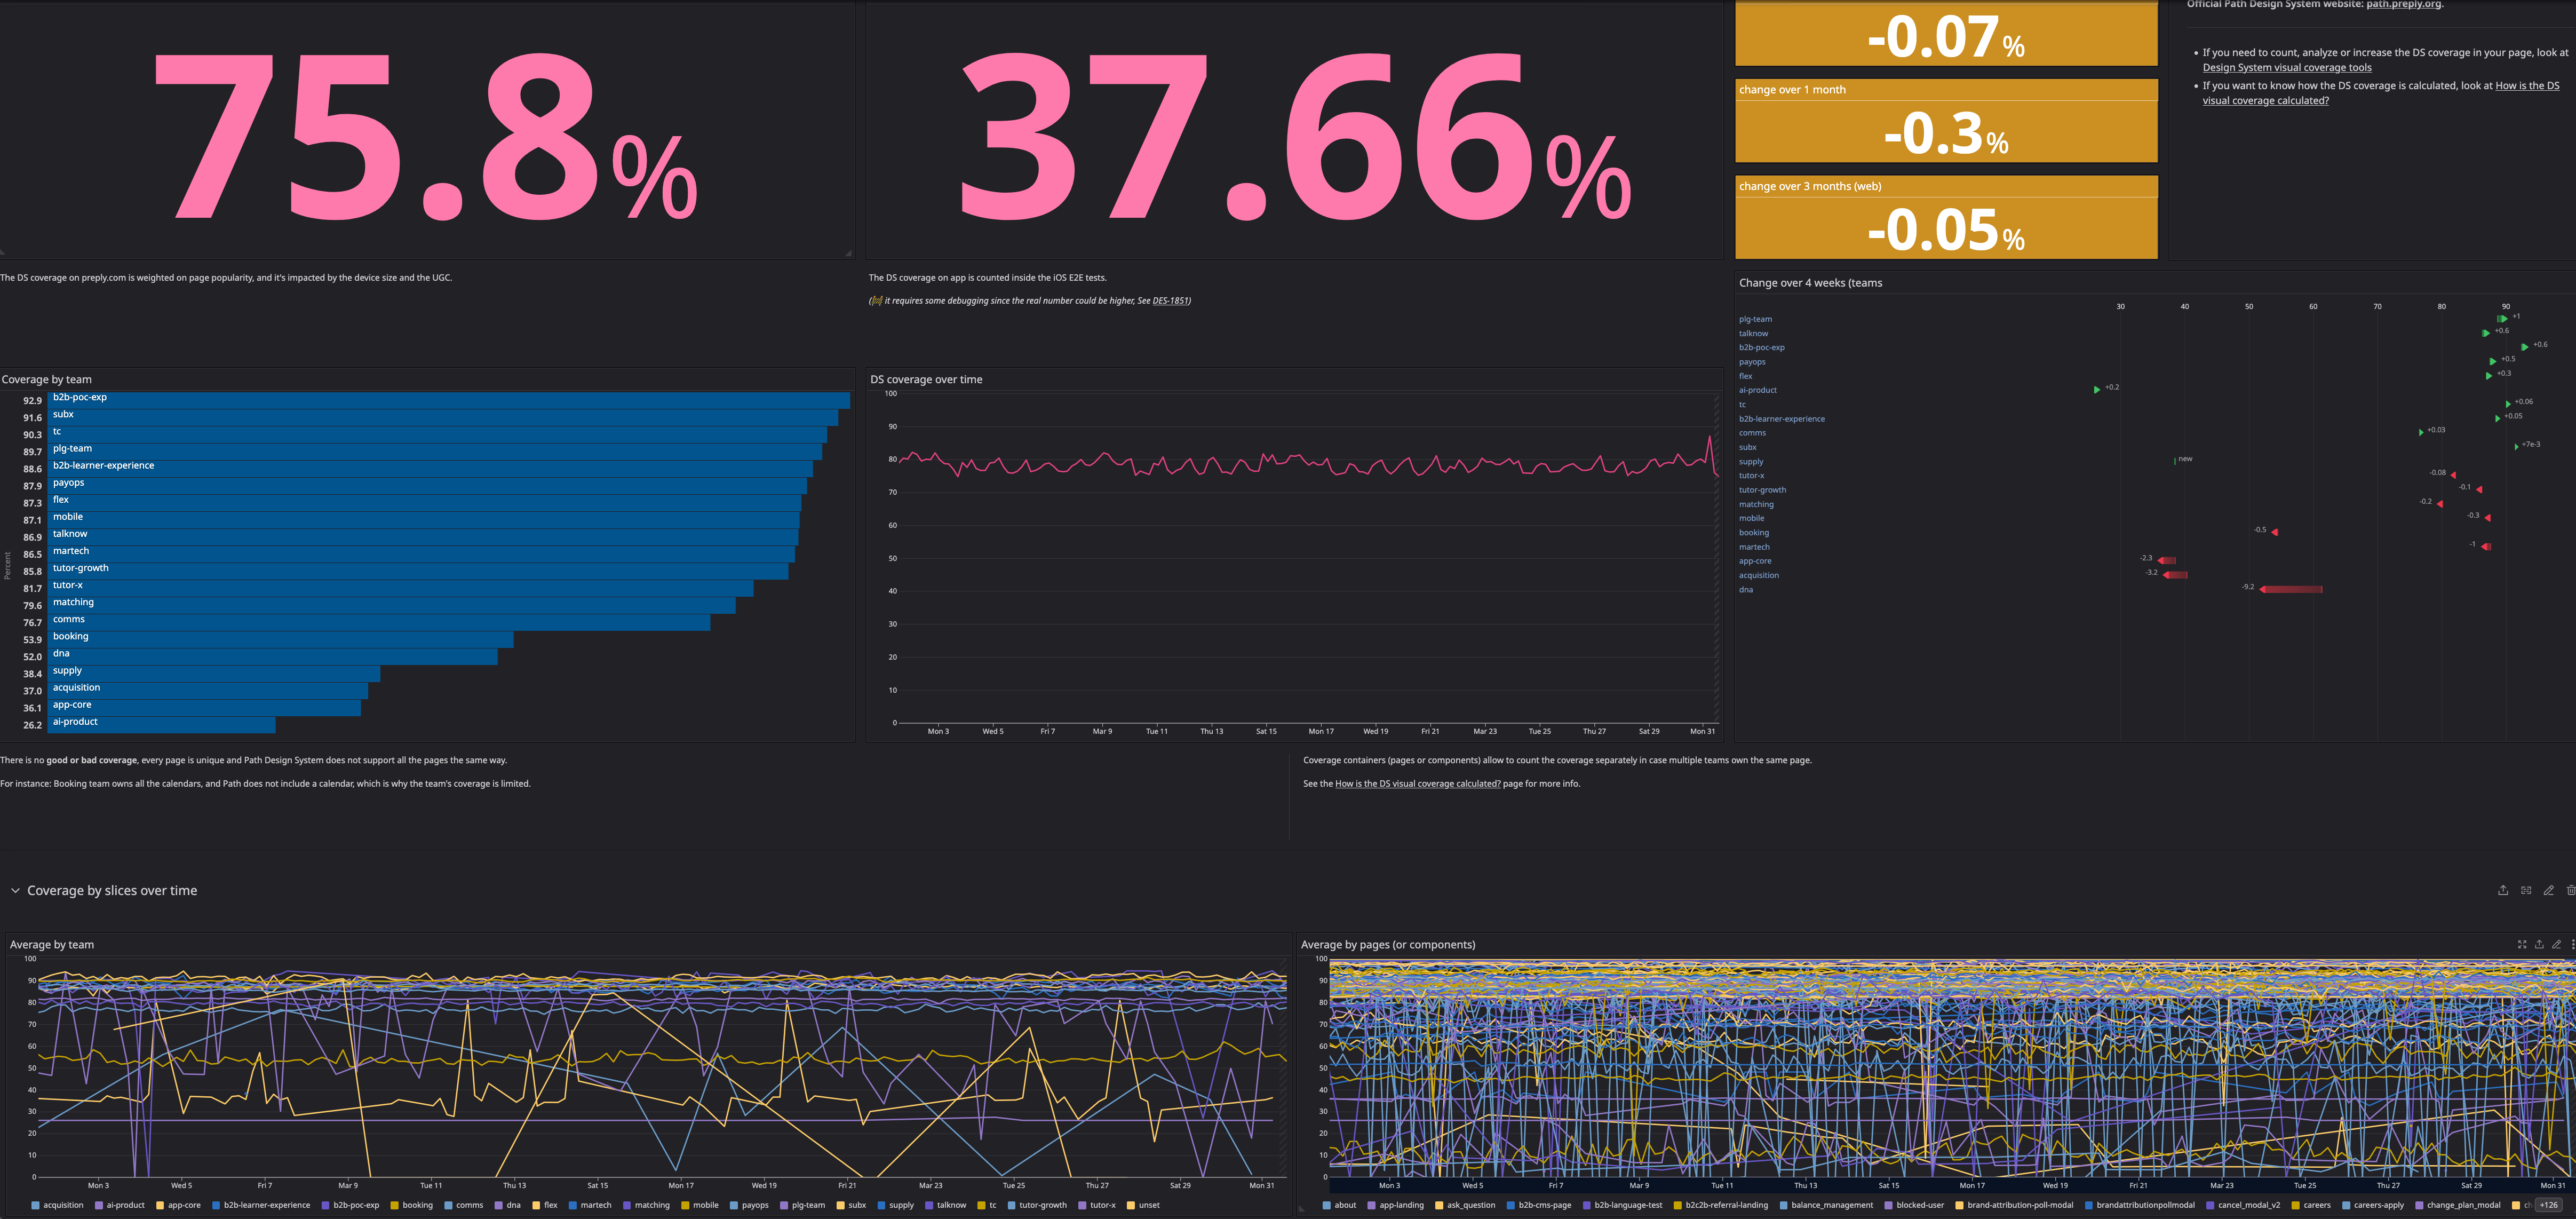 75.8%
37.66%
-0.07%
change over 1 month
-0.3%
change over 3 months (web)
-0.05%
Official Path Design System website: path.preply.org.
If you need to count, analyze or increase the DS coverage in your page, look at
Design System visual coverage tools
If you want to know how the DS coverage is calculated, look at How is the DS
visual coverage calculated?
The DS coverage on preply.com is weighted on page popularity, and it's impacted by the device size and the UGC.
The DS coverage on app is counted inside the iOS E2E tests.
(🚧 it requires some debugging since the real number could be higher, See DES-1851)
Change over 4 weeks (teams
30 40 50 60 70 80 90
plg-team +1
talknow +0.6
b2b-poc-exp +0.6
payops +0.5
flex +0.3
ai-product +0.2
tc +0.06
b2b-learner-experience +0.05
comms +0.03
subx +7e-3
supply new
tutor-x -0.08
tutor-growth -0.1
matching -0.2
mobile -0.3
booking -0.5
martech -1
app-core -2.3
acquisition -3.2
dna -9.2
Coverage by team
Percent
92.9 b2b-poc-exp
91.6 subx
90.3 tc
89.7 plg-team
88.6 b2b-learner-experience
87.9 payops
87.3 flex
87.1 mobile
86.9 talknow
86.5 martech
85.8 tutor-growth
81.7 tutor-x
79.6 matching
76.7 comms
53.9 booking
52.0 dna
38.4 supply
37.0 acquisition
36.1 app-core
26.2 ai-product
DS coverage over time
100
90
80
70
60
50
40
30
20
10
0
Mon 3 Wed 5 Fri 7 Mar 9 Tue 11 Thu 13 Sat 15 Mon 17 Wed 19 Fri 21 Mar 23 Tue 25 Thu 27 Sat 29 Mon 31
There is no good or bad coverage, every page is unique and Path Design System does not support all the pages the same way.
For instance: Booking team owns all the calendars, and Path does not include a calendar, which is why the team's coverage is limited.
Coverage containers (pages or components) allow to count the coverage separately in case multiple teams own the same page.
See the How is the DS visual coverage calculated? page for more info.
Coverage by slices over time
Average by team
100
90
80
70
60
50
40
30
20
10
0
Mon 3 Wed 5 Fri 7 Mar 9 Tue 11 Thu 13 Sat 15 Mon 17 Wed 19 Fri 21 Mar 23 Tue 25 Thu 27 Sat 29 Mon 31
acquisition ai-product app-core b2b-learner-experience b2b-poc-exp booking comms dna flex martech matching mobile payops plg-team subx supply talknow tc tutor-growth tutor-x unset
Average by pages (or components)
100
90
80
70
60
50
40
30
20
10
0
Mon 3 Wed 5 Fri 7 Mar 9 Tue 11 Thu 13 Sat 15 Mon 17 Wed 19 Fri 21 Mar 23 Tue 25 Thu 27 Sat 29 Mon 31
about app-landing ask_question b2b-cms-page b2b-language-test b2c2b-referral-landing balance_management blocked-user brand-attribution-poll-modal brandattributionpollmodal cancel_modal_v2 careers careers-apply change_plan_modal ch +126